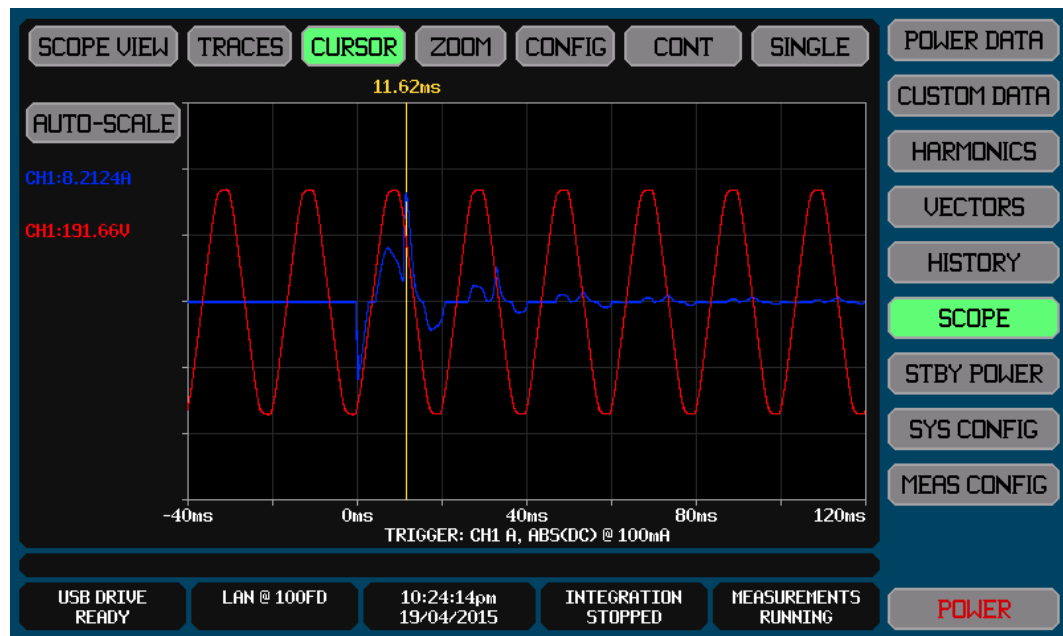 SCOPE VIEW TRACES CURSOR ZOOM CONFIG CONT SINGLE
11.62ms
AUTO-SCALE
CH1:8.2124A
CH1:191.66V
-40ms 0ms 40ms 80ms 120ms
TRIGGER: CH1 A, ABS(DC) @ 100mA
POWER DATA
CUSTOM DATA
HARMONICS
VECTORS
HISTORY
SCOPE
STBY POWER
SYS CONFIG
MEAS CONFIG
USB DRIVE
READY
LAN @ 100FD
10:24:14pm
19/04/2015
INTEGRATION
STOPPED
MEASUREMENTS
RUNNING
POWER